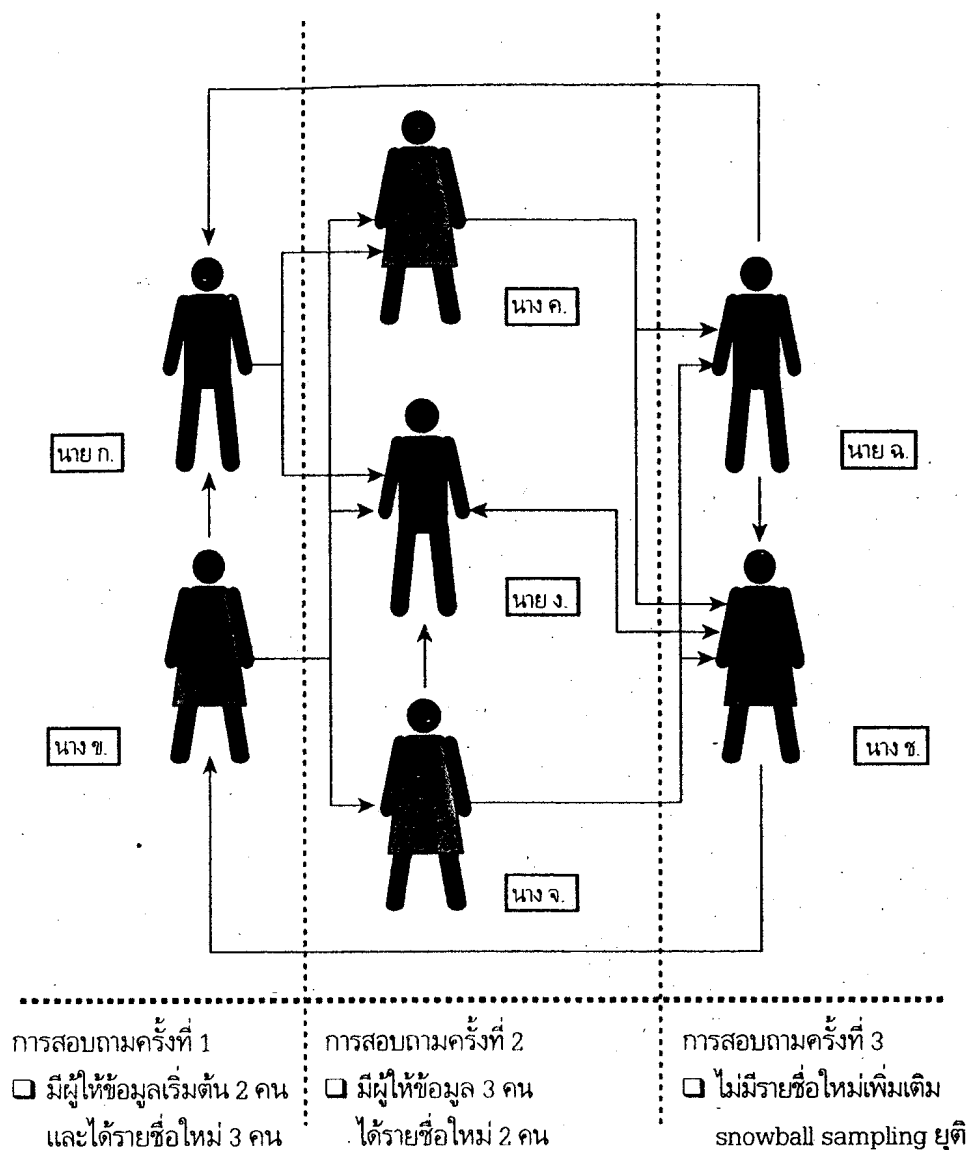 นาง ค.
นาย ก.
นาย ฉ.
นาย ง.
นาง ข.
นาง ช.
นาง จ.
การสอบถามครั้งที่ 1
❑ มีผู้ให้ข้อมูลเริ่มต้น 2 คน
และได้รายชื่อใหม่ 3 คน
การสอบถามครั้งที่ 2
❑ มีผู้ให้ข้อมูล 3 คน
ได้รายชื่อใหม่ 2 คน
การสอบถามครั้งที่ 3
❑ ไม่มีรายชื่อใหม่เพิ่มเติม
snowball sampling ยุติ